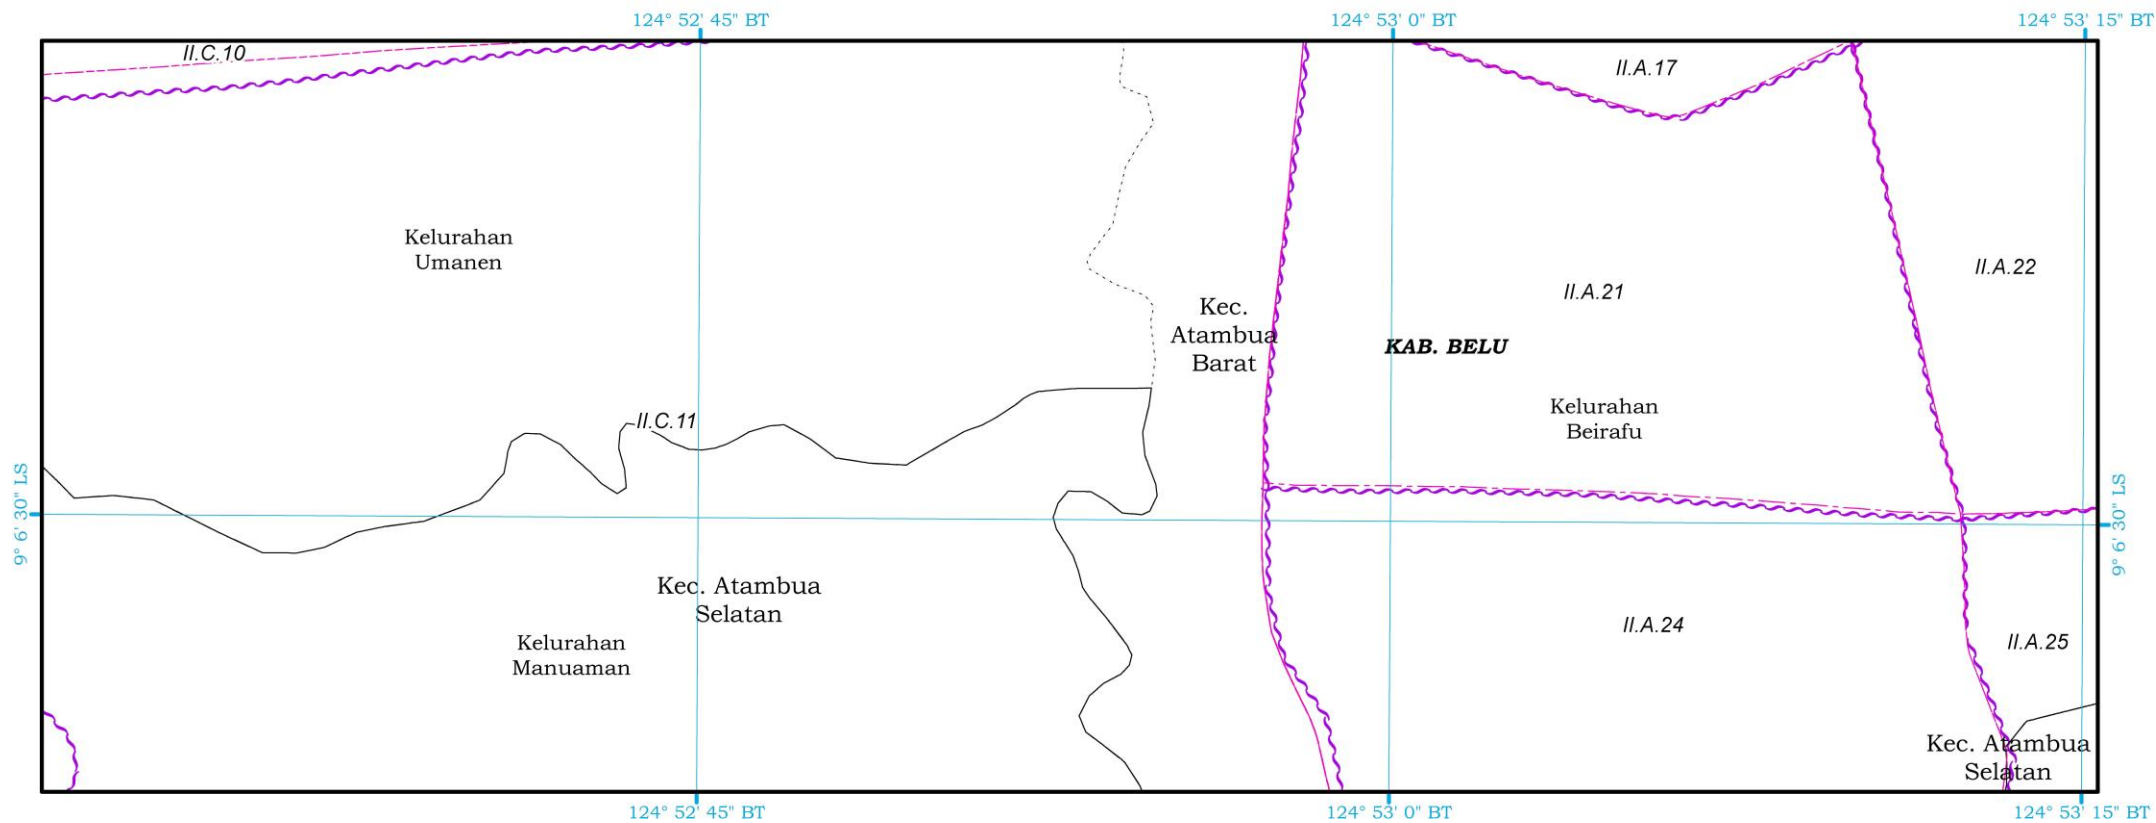 124° 52' 45" BT
124° 53' 0" BT
124° 53' 15" BT
II.C.10
II.A.17
Kelurahan
Umanen
II.A.22
II.A.21
Kec.
Atambua
Barat
KAB. BELU
Kelurahan
Beirafu
II.C.11
9° 6' 30" LS
9° 6' 30" LS
Kec. Atambua
Selatan
II.A.24
Kelurahan
Manuaman
II.A.25
Kec. Atambua
Selatan
124° 52' 45" BT
124° 53' 0" BT
124° 53' 15" BT